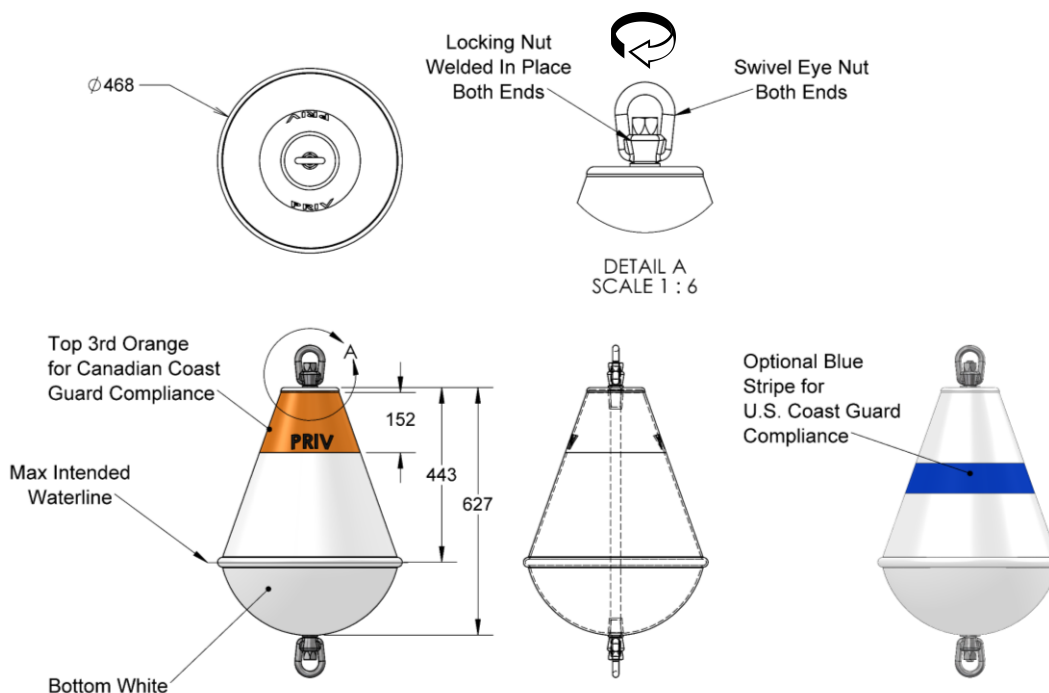 Ø468
PRIV
PRIV
Locking Nut
Welded In Place
Both Ends
Swivel Eye Nut
Both Ends
DETAIL A
SCALE 1 : 6
Top 3rd Orange
for Canadian Coast
Guard Compliance
A
PRIV
152
443
627
Max Intended
Waterline
Bottom White
Optional Blue
Stripe for
U.S. Coast Guard
Compliance